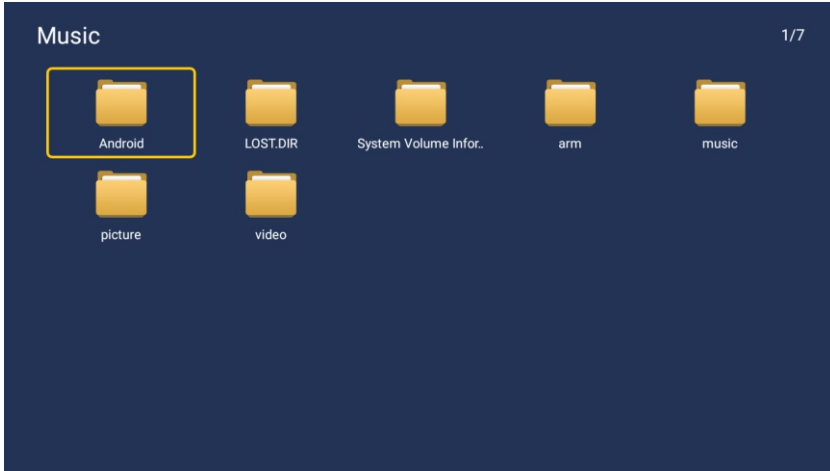 Music
1/7
Android
LOST.DIR
System Volume Infor..
arm
music
picture
video